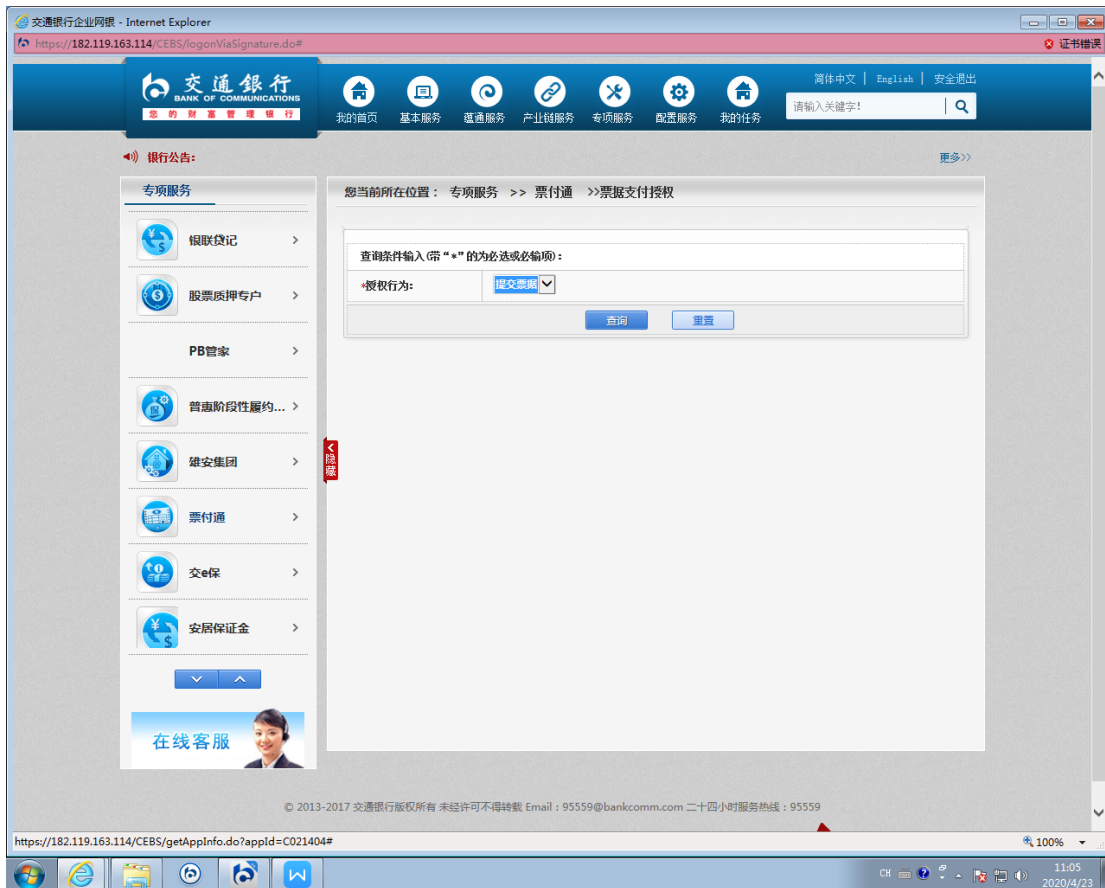 交通银行企业网银 - Internet Explorer
https://182.119.163.114/CEBS/logonViaSignature.do#
证书错误
简体中文 | English | 安全退出
交通銀行
BANK OF COMMUNICATIONS
您的财富管理银行
我的首页 基本服务 蕴通服务 产业链服务 专项服务 配置服务 我的任务
请输入关键字!
银行公告:
更多>>
专项服务
您当前所在位置: 专项服务 >> 票付通 >>票据支付授权
银联贷记
股票质押专户
PB管家
普惠阶段性履约...
雄安集团
票付通
交e保
安居保证金
查询条件输入(带“*”的为必选或必输项):
*授权行为: 提交票据
查询 重置
隐藏
在线客服
© 2013-2017 交通银行版权所有 未经许可不得转载 Email : 95559@bankcomm.com 二十四小时服务热线 : 95559
https://182.119.163.114/CEBS/getAppInfo.do?appId=C021404#
100%
CH
11:05
2020/4/23